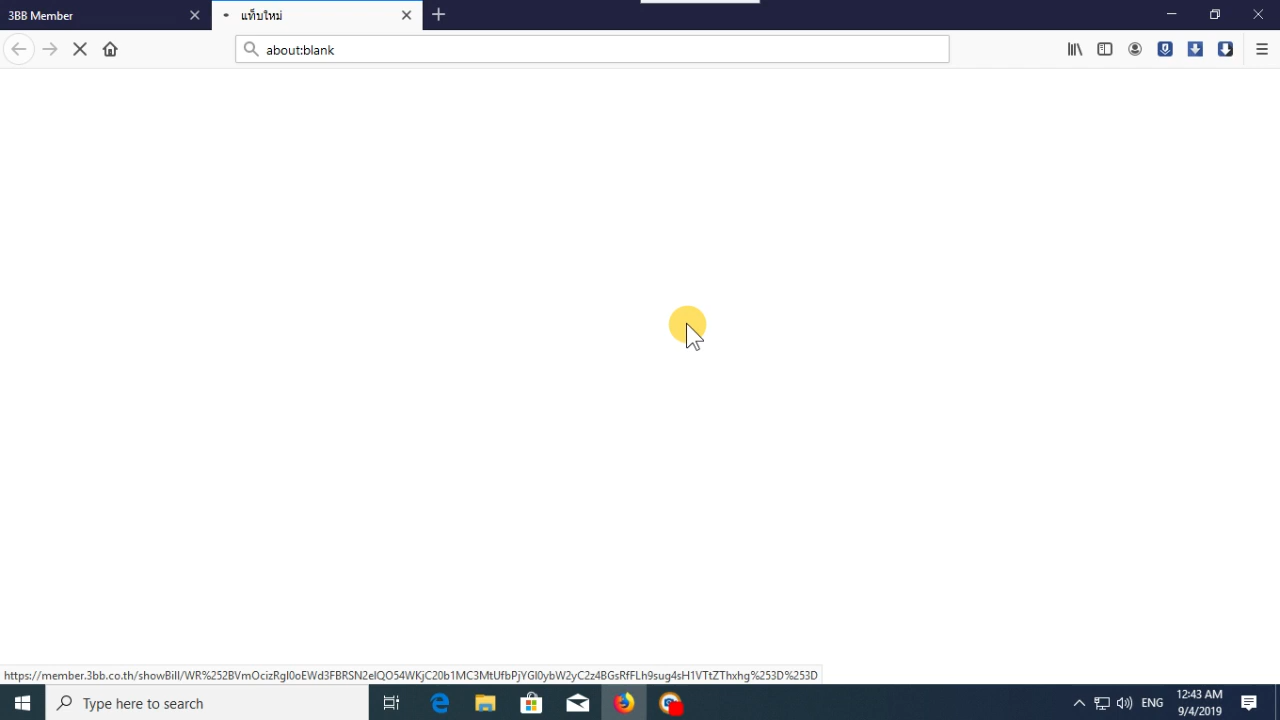 3BB Member
แท็บใหม่
about:blank
https://member.3bb.co.th/showBill/WR%252BVmOcizRgl0oEWd3FBRSN2elQO54WKjC20b1MC3MtUfbPjYGl0ybW2yC2z4BGsRfFLh9sug4sH1VTtZThxhg%253D%253D
Type here to search
ENG
12:43 AM
9/4/2019